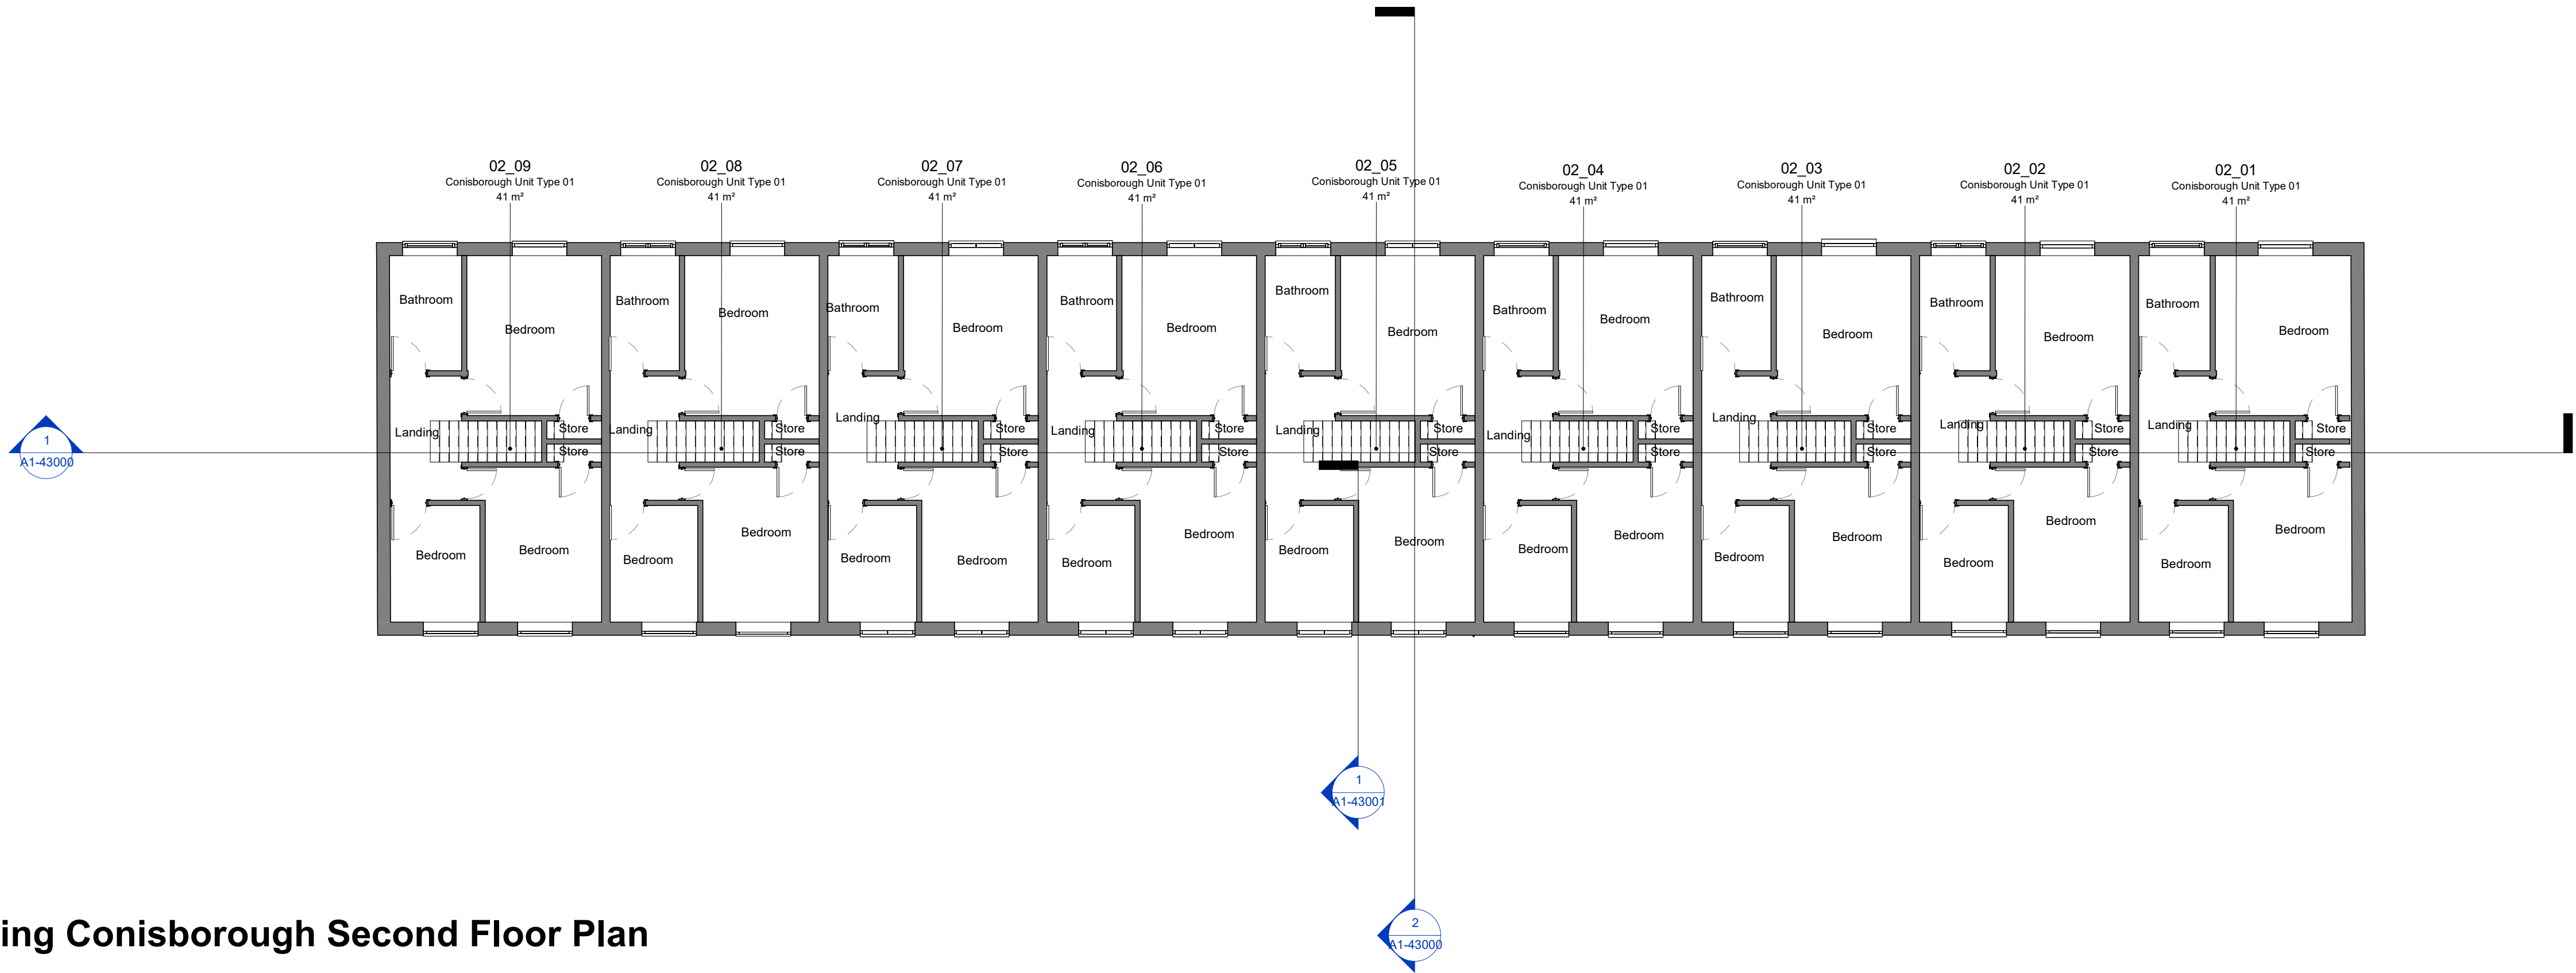 02_09
Conisborough Unit Type 01
41 m²
02_08
Conisborough Unit Type 01
41 m²
02_07
Conisborough Unit Type 01
41 m²
02_06
Conisborough Unit Type 01
41 m²
02_05
Conisborough Unit Type 01
41 m²
02_04
Conisborough Unit Type 01
41 m²
02_03
Conisborough Unit Type 01
41 m²
02_02
Conisborough Unit Type 01
41 m²
02_01
Conisborough Unit Type 01
41 m²
Bathroom
Bedroom
Landing
Store
Store
Bedroom
Bedroom
Bathroom
Bedroom
Landing
Store
Store
Bedroom
Bedroom
Bathroom
Bedroom
Landing
Store
Store
Bedroom
Bedroom
Bathroom
Bedroom
Landing
Store
Store
Bedroom
Bedroom
Bathroom
Bedroom
Landing
Store
Store
Bedroom
Bedroom
Bathroom
Bedroom
Landing
Store
Store
Bedroom
Bedroom
Bathroom
Bedroom
Landing
Store
Store
Bedroom
Bedroom
Bathroom
Bedroom
Landing
Store
Store
Bedroom
Bedroom
Bathroom
Bedroom
Landing
Store
Store
Bedroom
Bedroom
1
A1-43000
1
A1-43001
2
A1-43000
ing Conisborough Second Floor Plan